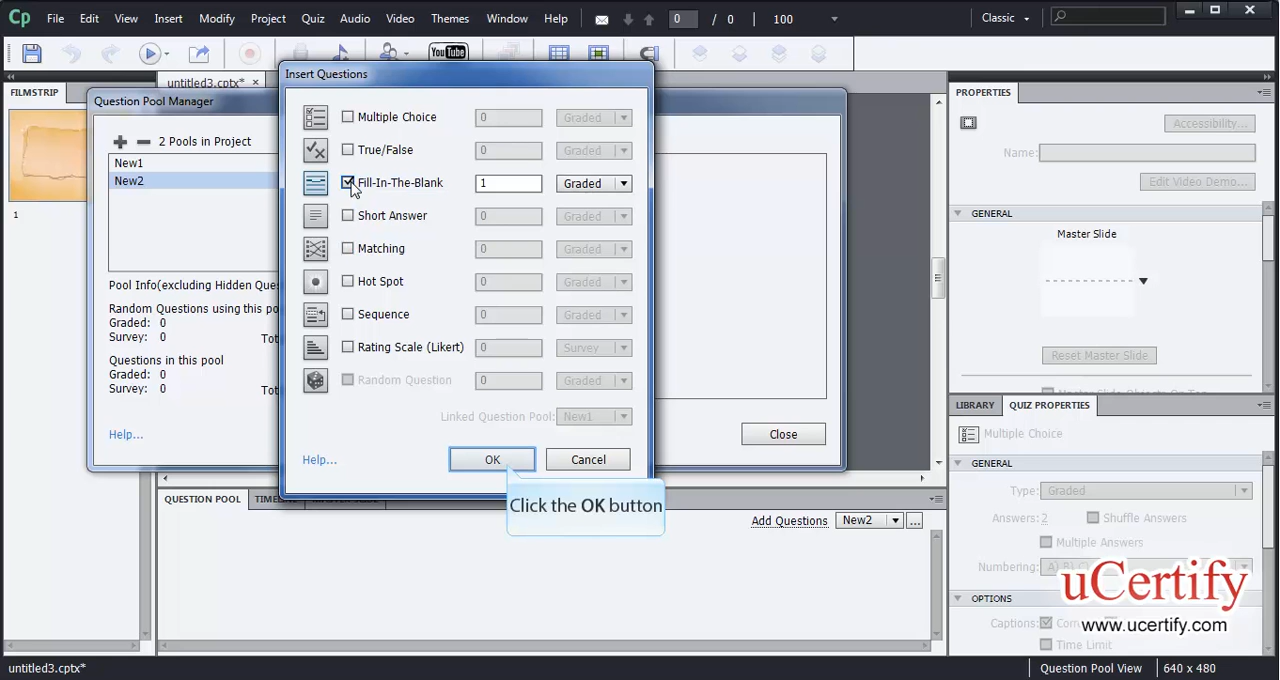 Cp File Edit View Insert Modify Project Quiz Audio Video Themes Window Help 0 / 0 100 Classic
You Tube
untitled3.cptx* ×
FILMSTRIP
1
Question Pool Manager
2 Pools in Project
New1
New2
Pool Info(excluding Hidden
Random Questions using this
Graded: 0
Survey: 0
Questions in this pool
Graded: 0
Survey: 0
Help...
Close
Insert Questions
Multiple Choice 0 Graded
True/False 0 Graded
Fill-In-The-Blank 1 Graded
Short Answer 0 Graded
Matching 0 Graded
Hot Spot 0 Graded
Sequence 0 Graded
Rating Scale (Likert) 0 Survey
Random Question 0 Graded
Linked Question Pool: New1
Help... OK Cancel
Click the OK button
QUESTION POOL
Add Questions New2 ...
PROPERTIES
Accessibility...
Name:
Edit Video Demo...
GENERAL
Master Slide
Reset Master Slide
LIBRARY QUIZ PROPERTIES
Multiple Choice
GENERAL
Type: Graded
Answers: 2 Shuffle Answers
Multiple Answers
Numbering:
OPTIONS
Captions:
Time Limit
uCertify
www.ucertify.com
untitled3.cptx* Question Pool View 640 x 480